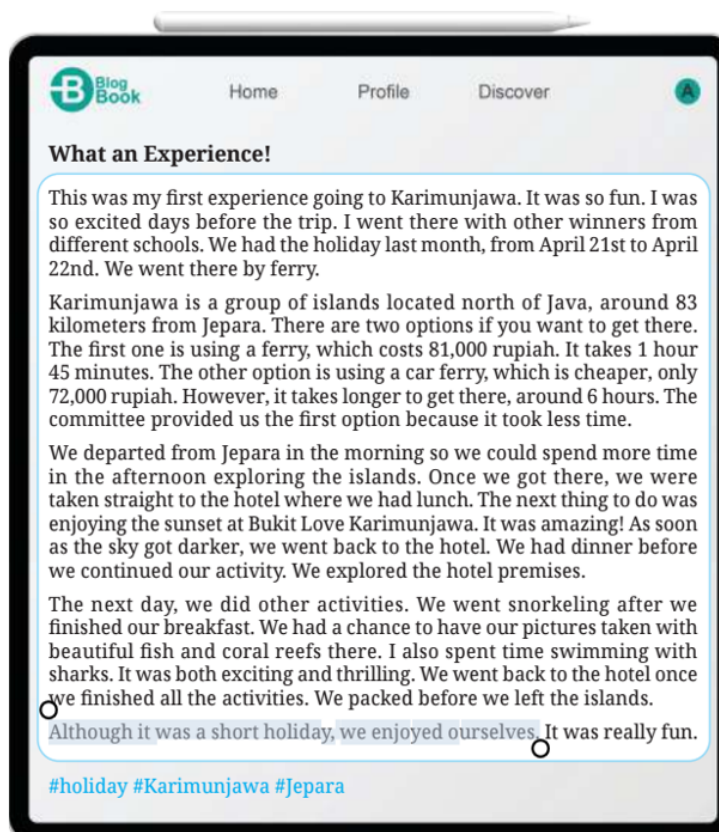 Blog
Book
Home Profile Discover A
What an Experience!
This was my first experience going to Karimunjawa. It was so fun. I was
so excited days before the trip. I went there with other winners from
different schools. We had the holiday last month, from April 21st to April
22nd. We went there by ferry.
Karimunjawa is a group of islands located north of Java, around 83
kilometers from Jepara. There are two options if you want to get there.
The first one is using a ferry, which costs 81,000 rupiah. It takes 1 hour
45 minutes. The other option is using a car ferry, which is cheaper, only
72,000 rupiah. However, it takes longer to get there, around 6 hours. The
committee provided us the first option because it took less time.
We departed from Jepara in the morning so we could spend more time
in the afternoon exploring the islands. Once we got there, we were
taken straight to the hotel where we had lunch. The next thing to do was
enjoying the sunset at Bukit Love Karimunjawa. It was amazing! As soon
as the sky got darker, we went back to the hotel. We had dinner before
we continued our activity. We explored the hotel premises.
The next day, we did other activities. We went snorkeling after we
finished our breakfast. We had a chance to have our pictures taken with
beautiful fish and coral reefs there. I also spent time swimming with
sharks. It was both exciting and thrilling. We went back to the hotel once
we finished all the activities. We packed before we left the islands.
Although it was a short holiday, we enjoyed ourselves. It was really fun.
#holiday #Karimunjawa #Jepara